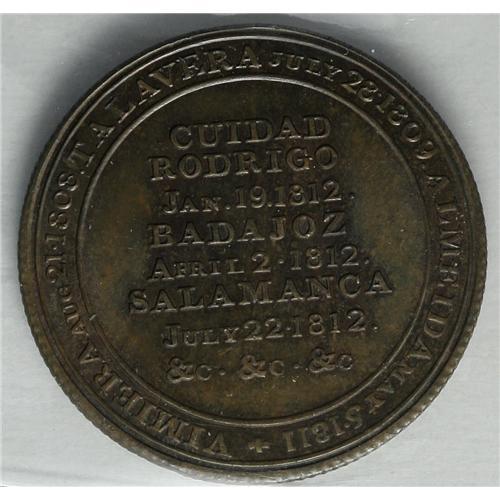 VIMIERA AUG. 21. 1808 TALAVERA JULY 28. 1809 ALMEIDA MAY 5. 1811 +
CUIDAD
RODRIGO
JAN. 19. 1812.
BADAJOZ
APRIL 2 · 1812.
SALAMANCA
JULY 22 · 1812.
&C · &C · &C